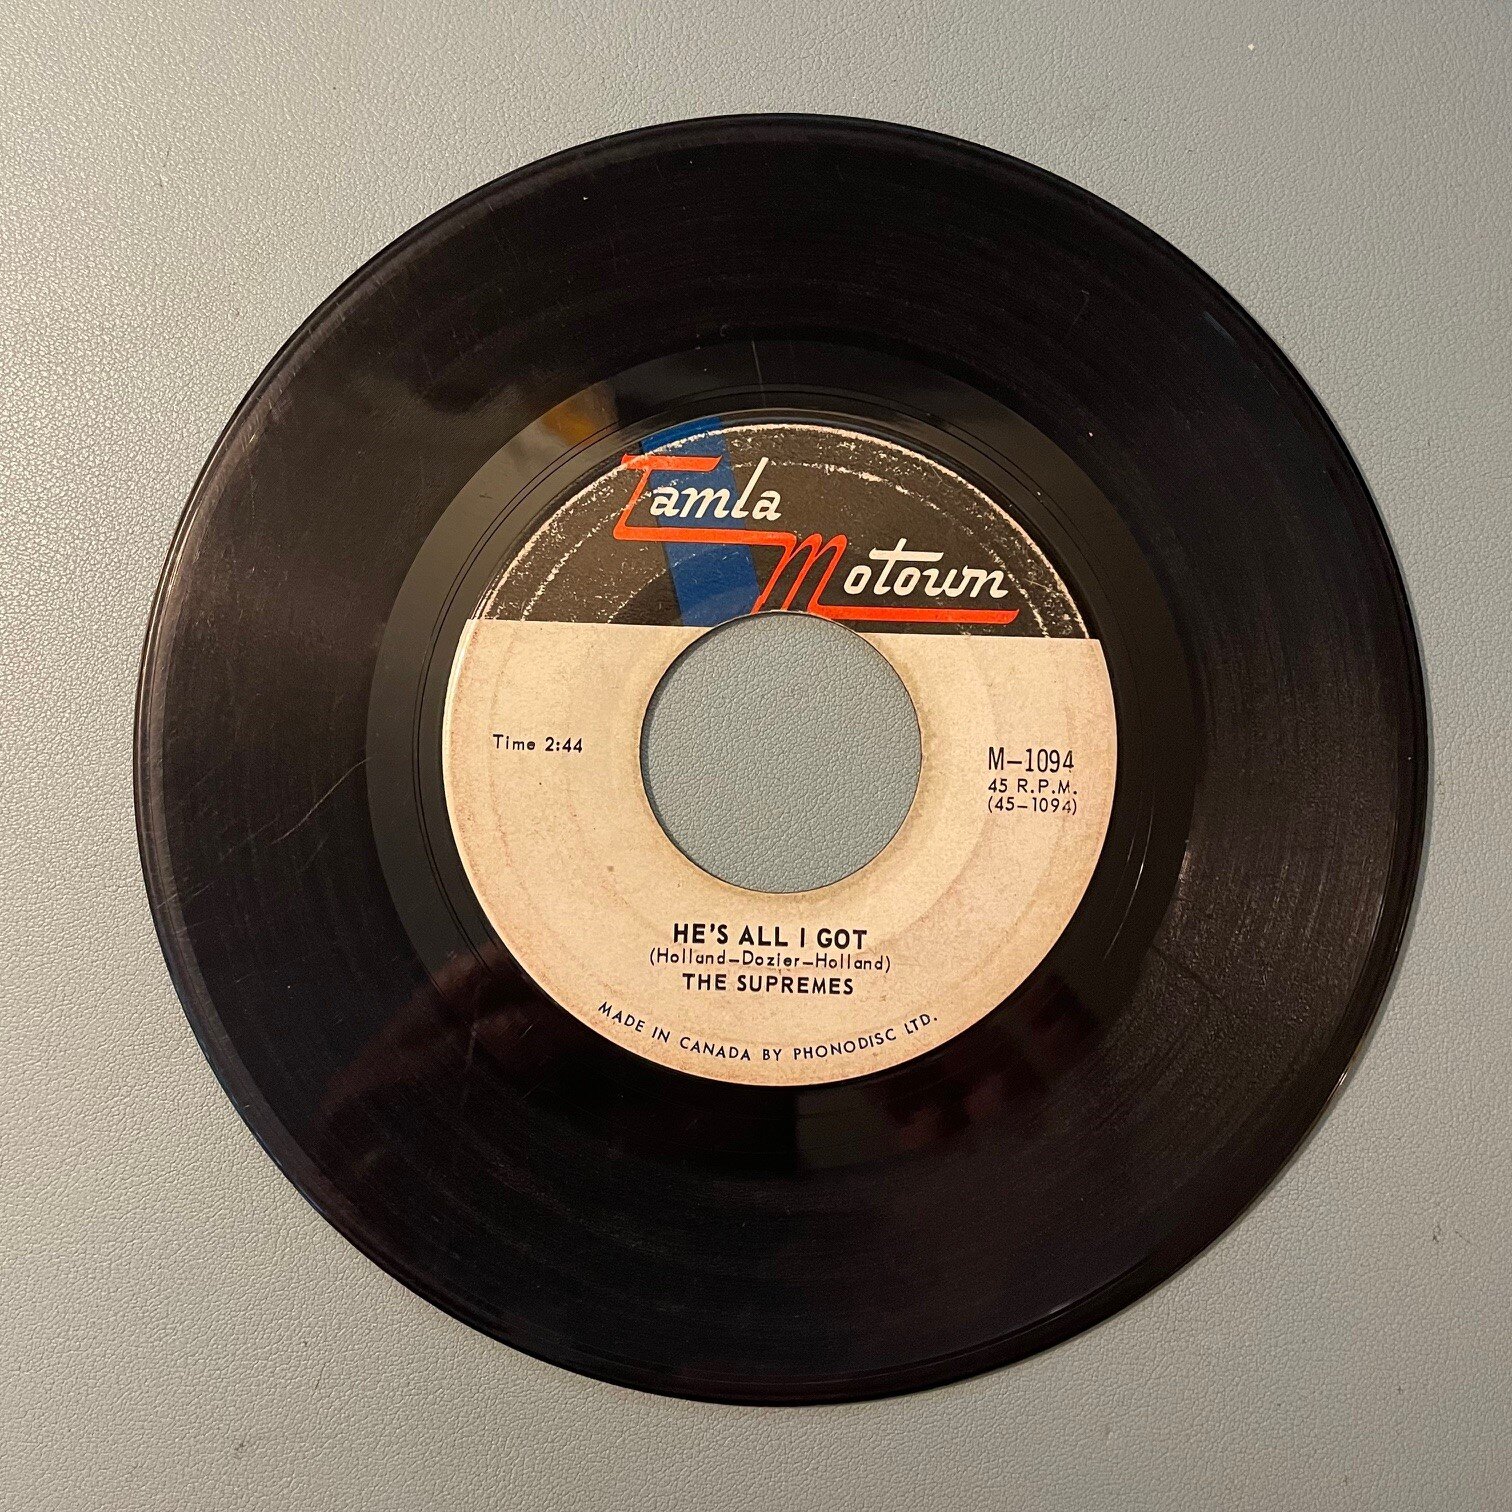 Tamla
Motown
Time 2:44
M-1094
45 R.P.M.
(45-1094)
HE'S ALL I GOT
(Holland-Dozier-Holland)
THE SUPREMES
MADE IN CANADA BY PHONODISC LTD.